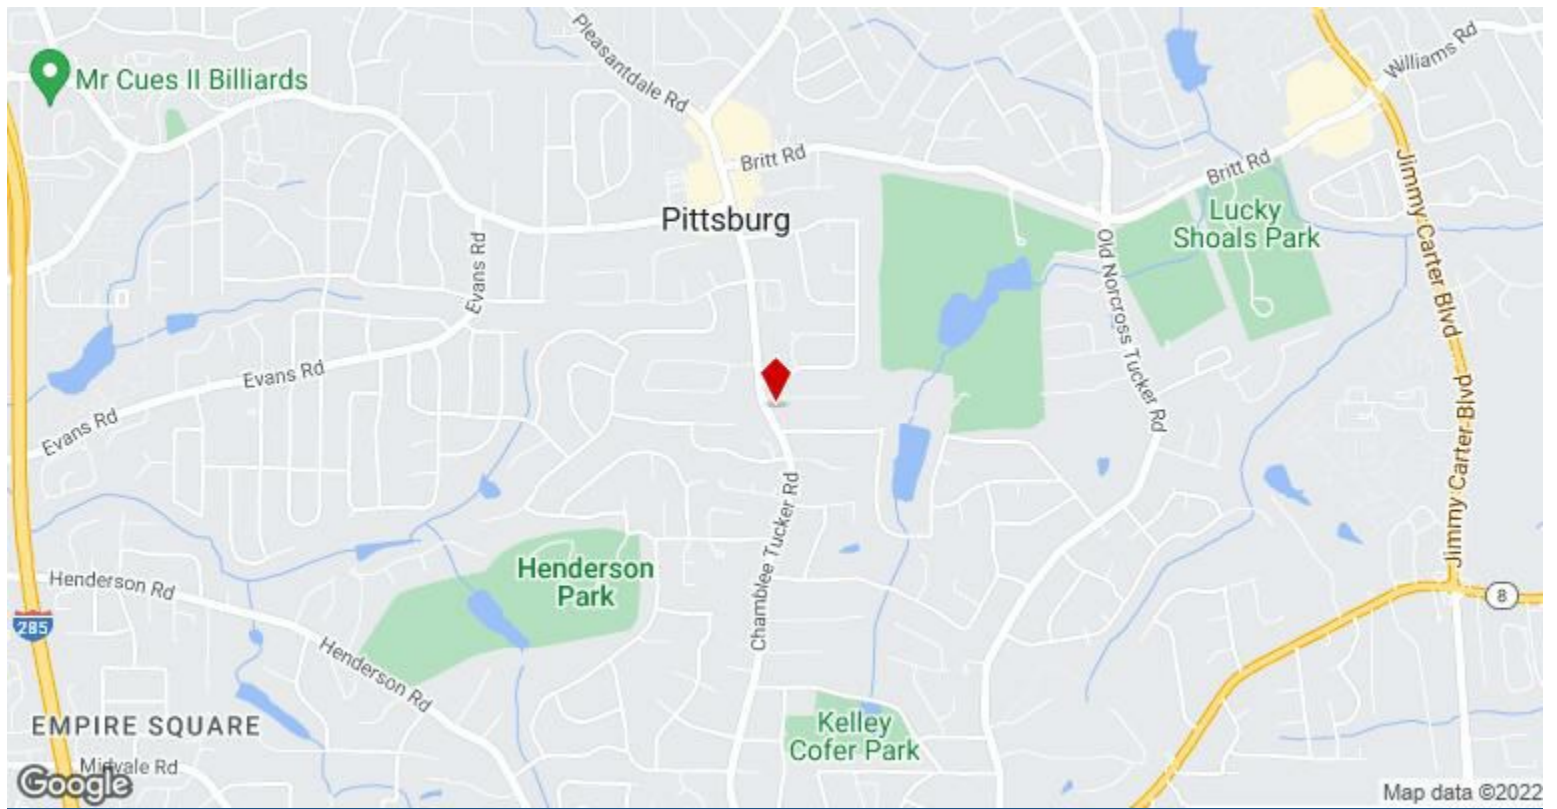 Pleasantdale Rd
Williams Rd
Mr Cues II Billiards
Britt Rd
Britt Rd
Jimmy Carter Blvd
Lucky
Shoals Park
Pittsburg
Evans Rd
Old Norcross Tucker Rd
Evans Rd
Evans Rd
Jimmy Carter Blvd
Chamblee Tucker Rd
Henderson
Park
Henderson Rd
8
285
Henderson Rd
EMPIRE SQUARE
Kelley
Cofer Park
Midvale Rd
Google
Map data ©2022